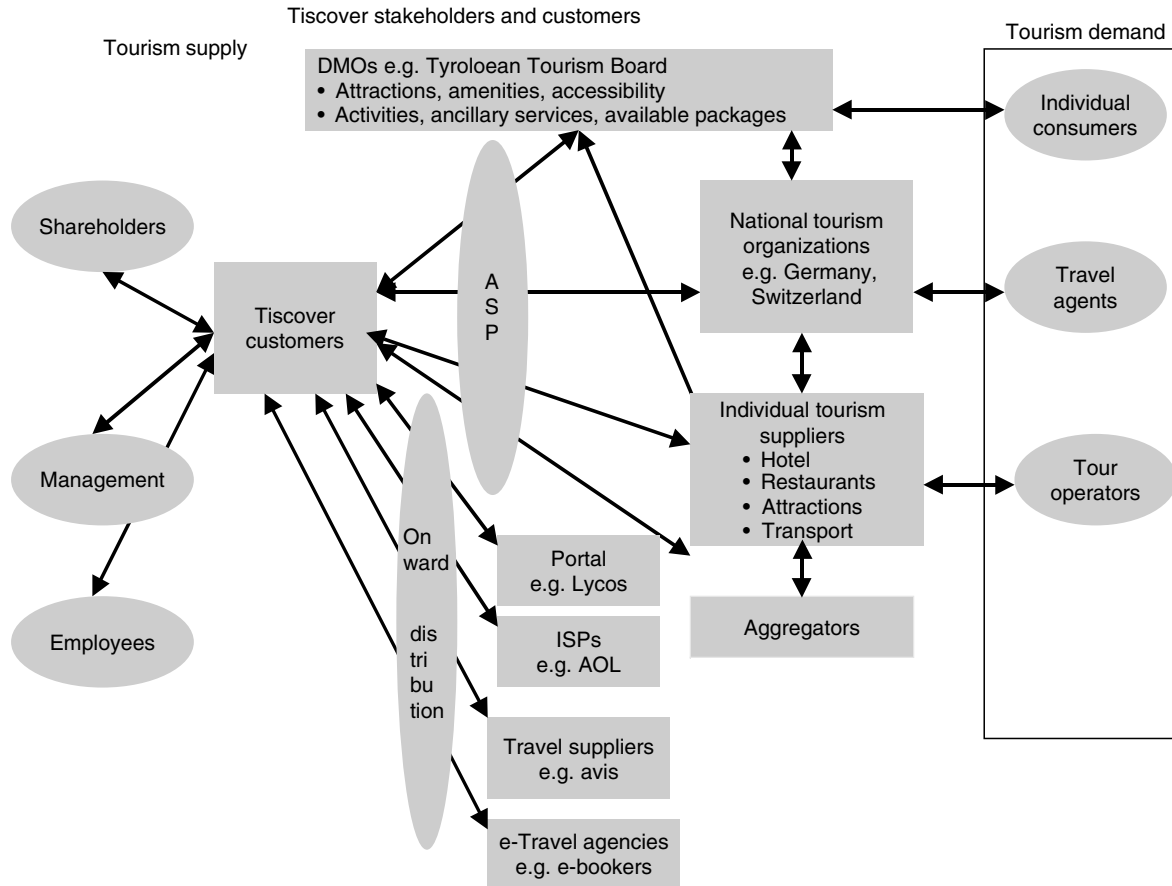 Tiscover stakeholders and customers
Tourism supply
Tourism demand
DMOs e.g. Tyroloean Tourism Board
• Attractions, amenities, accessibility
• Activities, ancillary services, available packages
Individual
consumers
Shareholders
National tourism
organizations
e.g. Germany,
Switzerland
Travel
agents
A
S
P
Tiscover
customers
Individual tourism
suppliers
• Hotel
• Restaurants
• Attractions
• Transport
Management
Tour
operators
On
ward
dis
tri
bu
tion
Portal
e.g. Lycos
Aggregators
Employees
ISPs
e.g. AOL
Travel suppliers
e.g. avis
e-Travel agencies
e.g. e-bookers